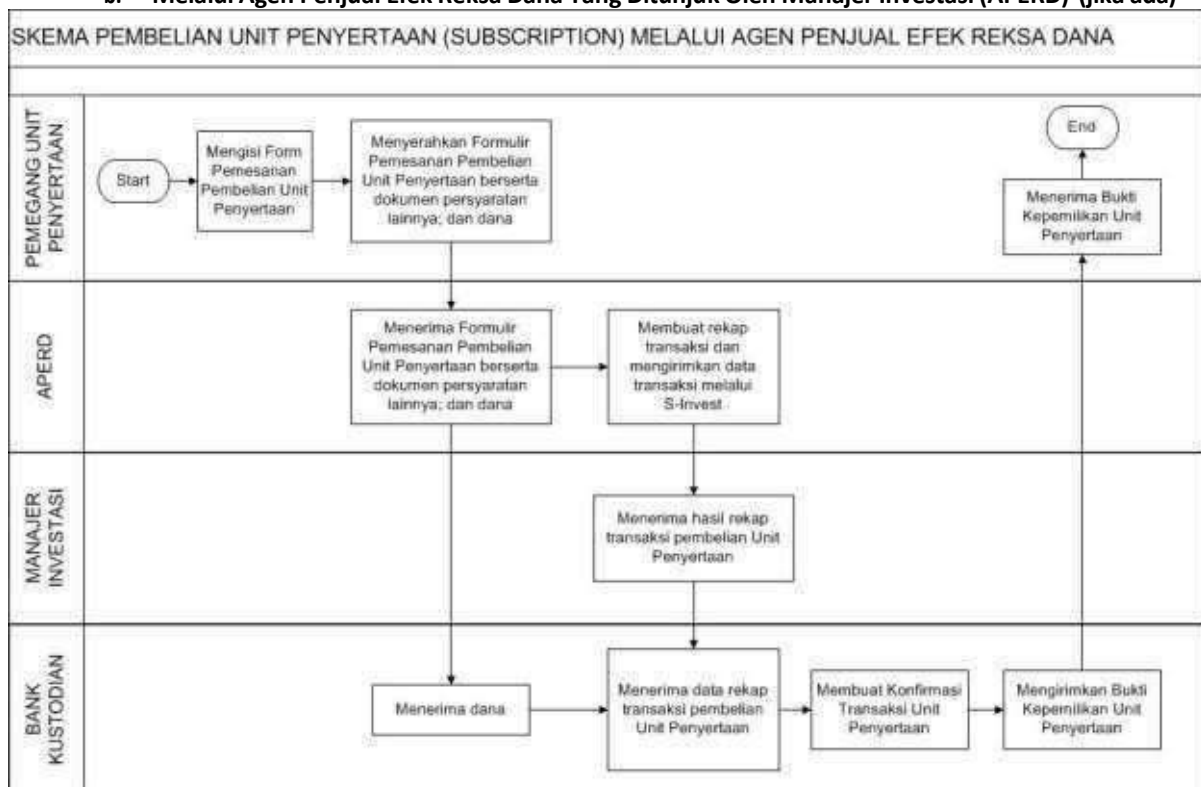 b. Melalui Agen Penjual Efek Reksa Dana Yang Ditunjuk Oleh Manajer Investasi (APERD) (jika ada)
SKEMA PEMBELIAN UNIT PENYERTAAN (SUBSCRIPTION) MELALUI AGEN PENJUAL EFEK REKSA DANA
PEMEGANG UNIT
PENYERTAAN
Start
Mengisi Form
Pemesanan
Pembelian Unit
Penyertaan
Menyerahkan Formulir
Pemesanan Pembelian
Unit Penyertaan berserta
dokumen persyaratan
lainnya; dan dana
End
Menerima Bukti
Kepemilikan Unit
Penyertaan
APERD
Menerima Formulir
Pemesanan Pembelian
Unit Penyertaan berserta
dokumen persyaratan
lainnya; dan dana
Membuat rekap
transaksi dan
mengirimkan data
transaksi melalui
S-Invest
MANAJER
INVESTASI
Menerima hasil rekap
transaksi pembelian Unit
Penyertaan
BANK
KUSTODIAN
Menerima dana
Menerima data rekap
transaksi pembelian
Unit Penyertaan
Membuat Konfirmasi
Transaksi Unit
Penyertaan
Mengirimkan Bukti
Kepemilikan Unit
Penyertaan